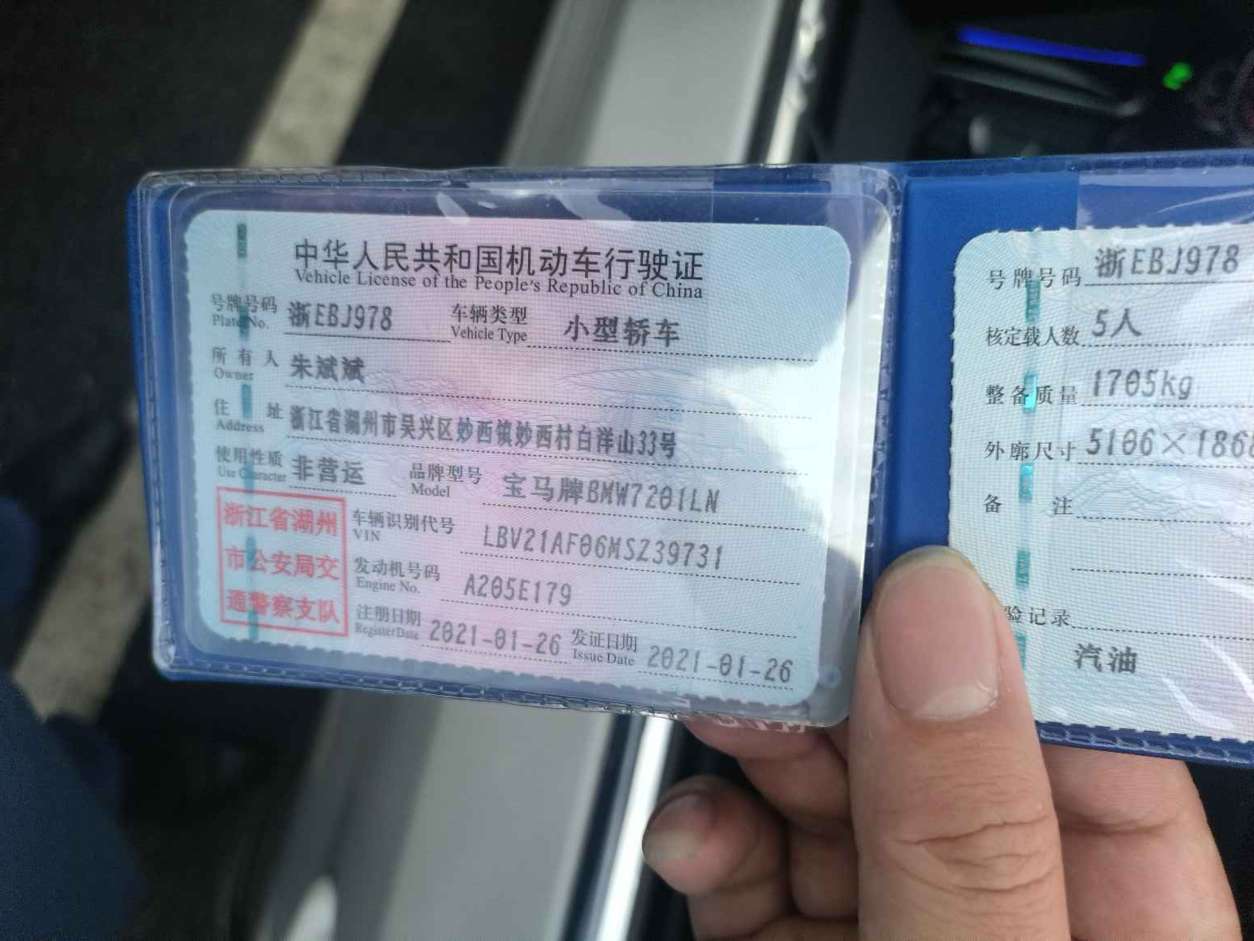 中华人民共和国机动车行驶证
Vehicle License of the People's Republic of China
号牌号码 浙EBJ978 车辆类型 小型轿车
Plate No. Vehicle Type
所有人 朱斌斌
Owner
住址 浙江省湖州市吴兴区妙西镇妙西村白洋山33号
Address
使用性质 非营运 品牌型号 宝马牌BMW7201LN
Use Character Model
浙江省湖州
市公安局交
通警察支队
车辆识别代号 LBV21AF06MSZ39731
VIN
发动机号码 A205E179
Engine No.
注册日期 2021-01-26 发证日期 2021-01-26
Register Date Issue Date
号牌号码 浙EBJ978
核定载人数 5人
整备质量 1705kg
外廓尺寸 5106×1868
备注
验记录
汽油